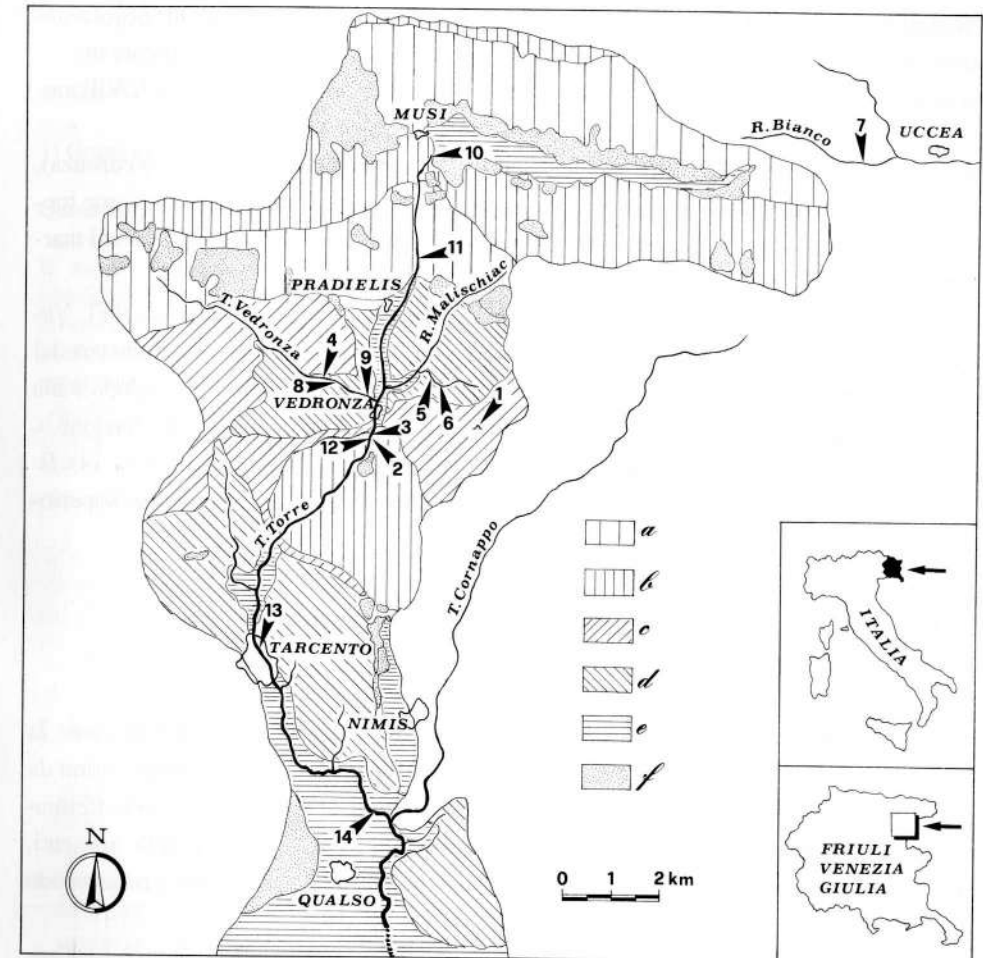 MUSI
10
R. Bianco
7
UCCEA
11
PRADIELIS
R. Malischiac
T. Vedronza
4
9
8
VEDRONZA
1
5
6
3
12
2
T. Torre
T. Cornappo
13
TARCENTO
NIMIS
14
QUALSO
N
0 1 2 km
a
b
c
d
e
f
ITALIA
FRIULI
VENEZIA
GIULIA